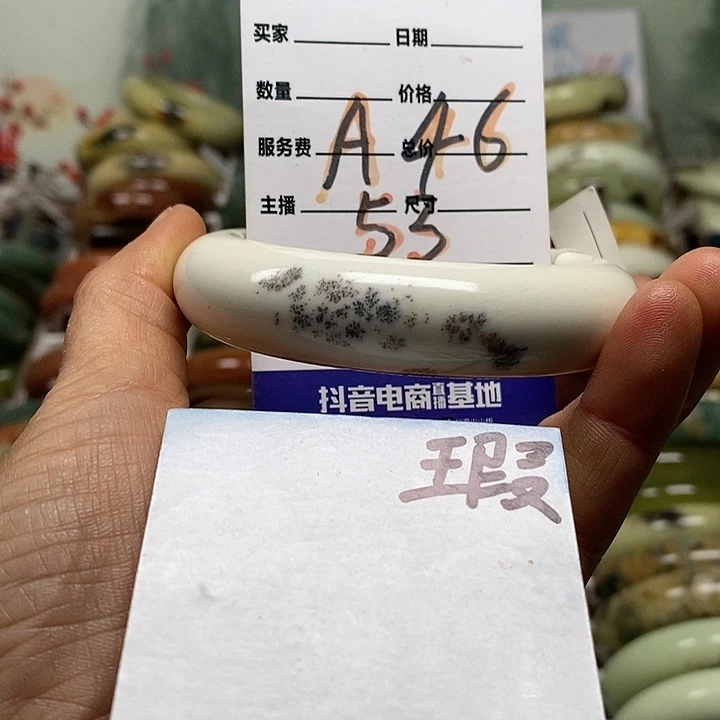 买家 日期
数量 价格
服务费 总价
主播 尺寸
A46
53
抖音电商直播基地
瑕